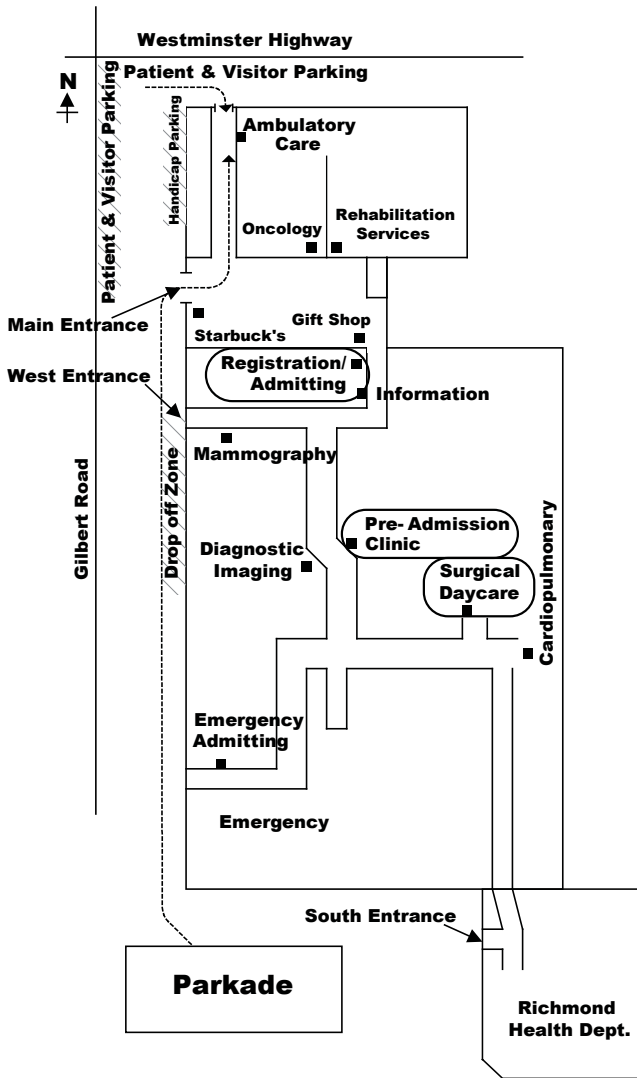 Westminster Highway
N
Patient & Visitor Parking
Patient & Visitor Parking
Handicap Parking
Ambulatory
Care
Oncology
Rehabilitation
Services
Main Entrance
Starbuck's
Gift Shop
West Entrance
Registration/
Admitting
Information
Mammography
Gilbert Road
Drop off Zone
Pre- Admission
Clinic
Diagnostic
Imaging
Surgical
Daycare
Cardiopulmonary
Emergency
Admitting
Emergency
South Entrance
Parkade
Richmond
Health Dept.